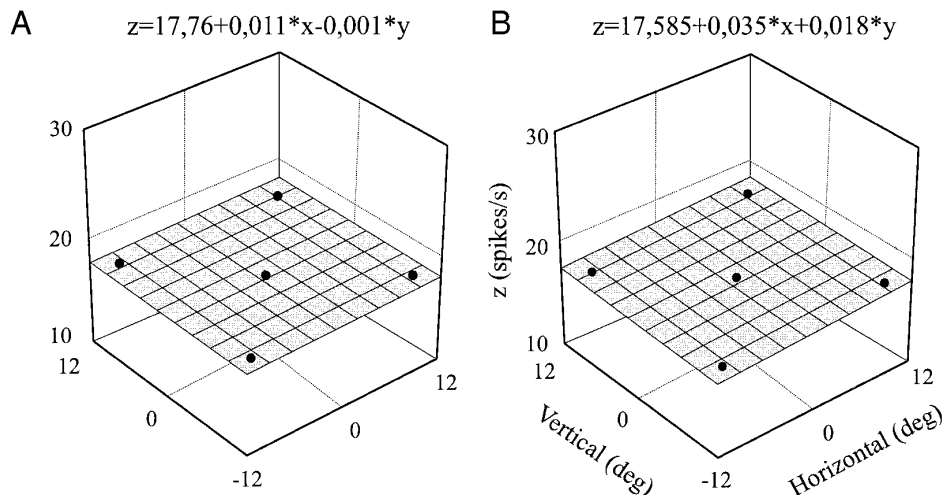 A
z=17,76+0,011*x-0,001*y
30
20
10
12
0
-12
0
12
B
z=17,585+0,035*x+0,018*y
z (spikes/s)
30
20
10
12
0
-12
0
12
Vertical (deg)
Horizontal (deg)